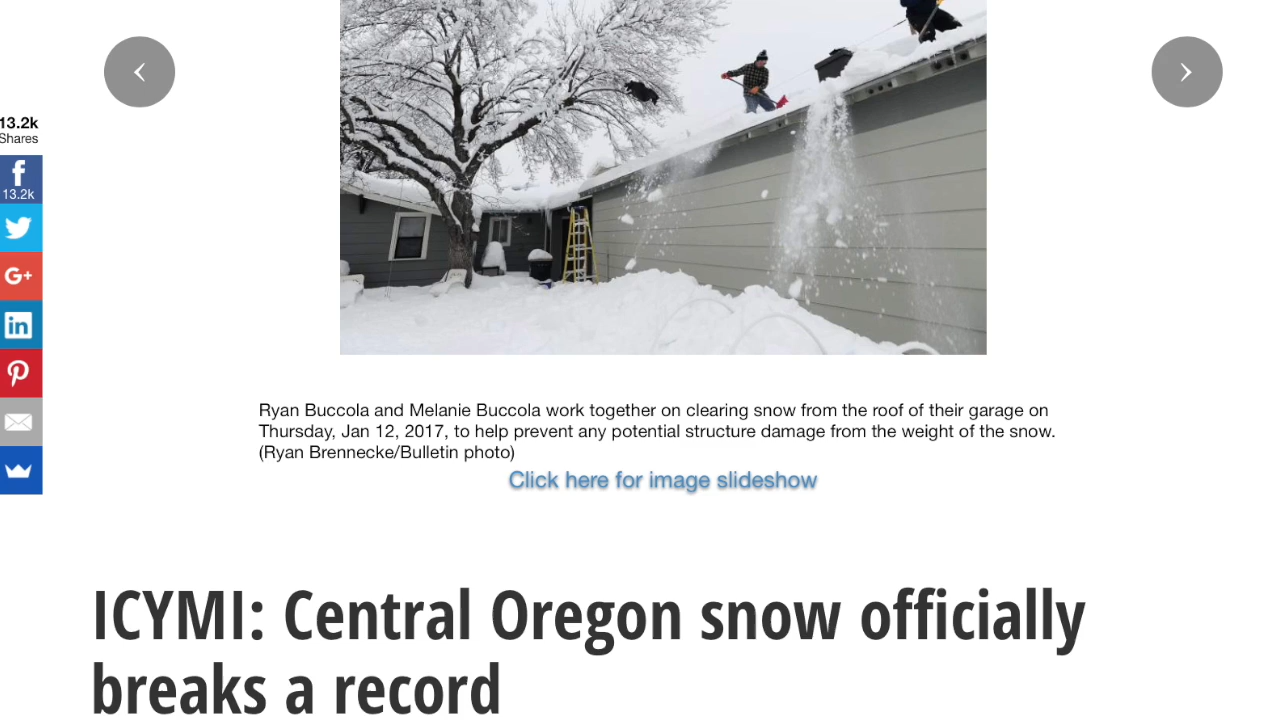 13.2k
Shares
f
13.2k
G+
in
Ryan Buccola and Melanie Buccola work together on clearing snow from the roof of their garage on
Thursday, Jan 12, 2017, to help prevent any potential structure damage from the weight of the snow.
(Ryan Brennecke/Bulletin photo)
Click here for image slideshow
ICYMI: Central Oregon snow officially
breaks a record